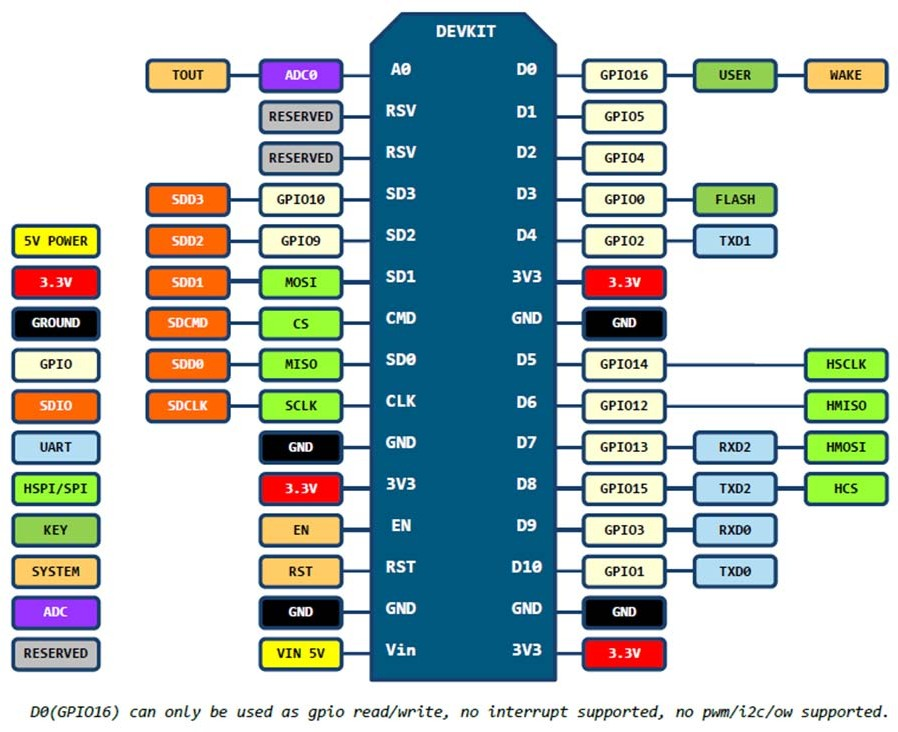 DEVKIT
TOUT ADC0 A0 D0 GPIO16 USER WAKE
RESERVED RSV D1 GPIO5
RESERVED RSV D2 GPIO4
SDD3 GPIO10 SD3 D3 GPIO0 FLASH
5V POWER SDD2 GPIO9 SD2 D4 GPIO2 TXD1
3.3V SDD1 MOSI SD1 3V3 3.3V
GROUND SDCMD CS CMD GND GND
GPIO SDD0 MISO SD0 D5 GPIO14 HSCLK
SDIO SDCLK SCLK CLK D6 GPIO12 HMISO
UART GND GND D7 GPIO13 RXD2 HMOSI
HSPI/SPI 3.3V 3V3 D8 GPIO15 TXD2 HCS
KEY EN EN D9 GPIO3 RXD0
SYSTEM RST RST D10 GPIO1 TXD0
ADC GND GND GND GND
RESERVED VIN 5V Vin 3V3 3.3V
D0(GPIO16) can only be used as gpio read/write, no interrupt supported, no pwm/i2c/ow supported.